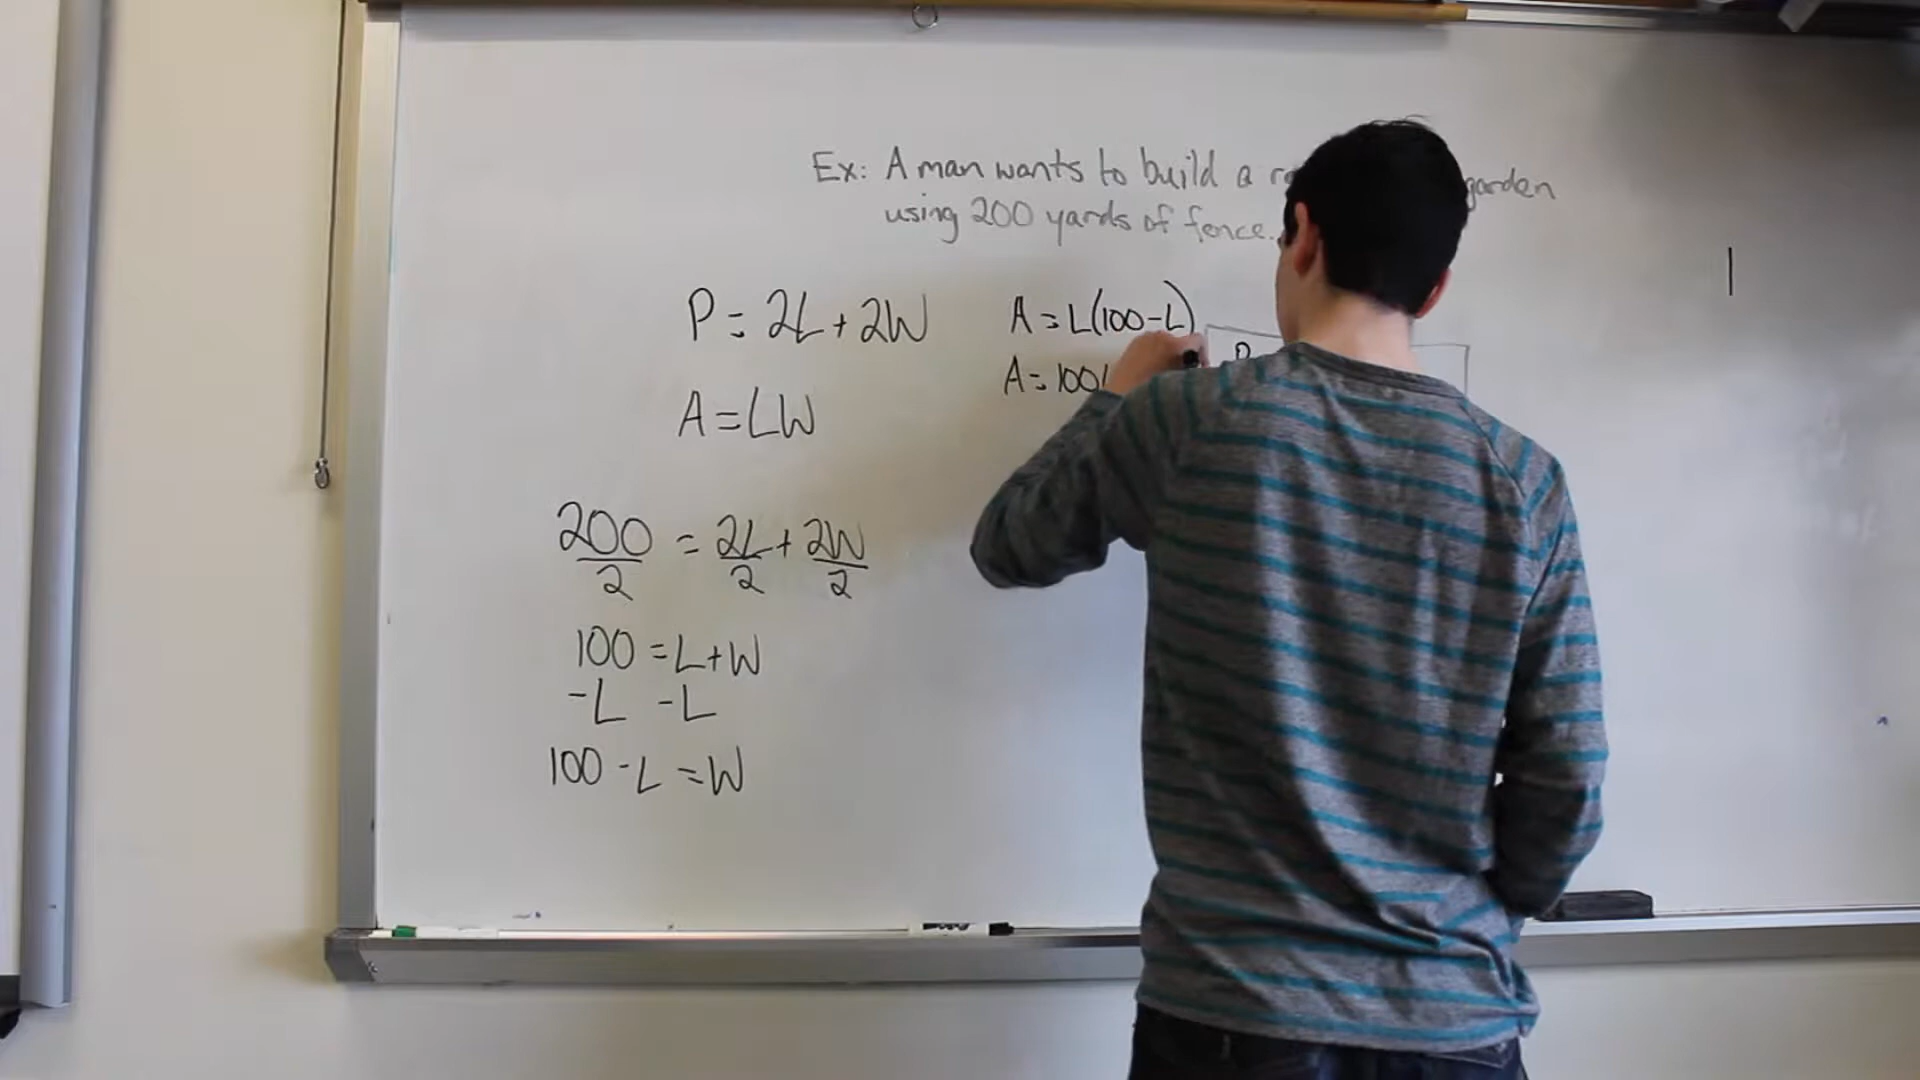 Ex: A man wants to build a garden
using 200 yards of fence.
P = 2L + 2W
A = LW
A = L(100-L)
A = 100
200/2 = 2L/2 + 2W/2
100 = L+W
-L -L
100 - L = W